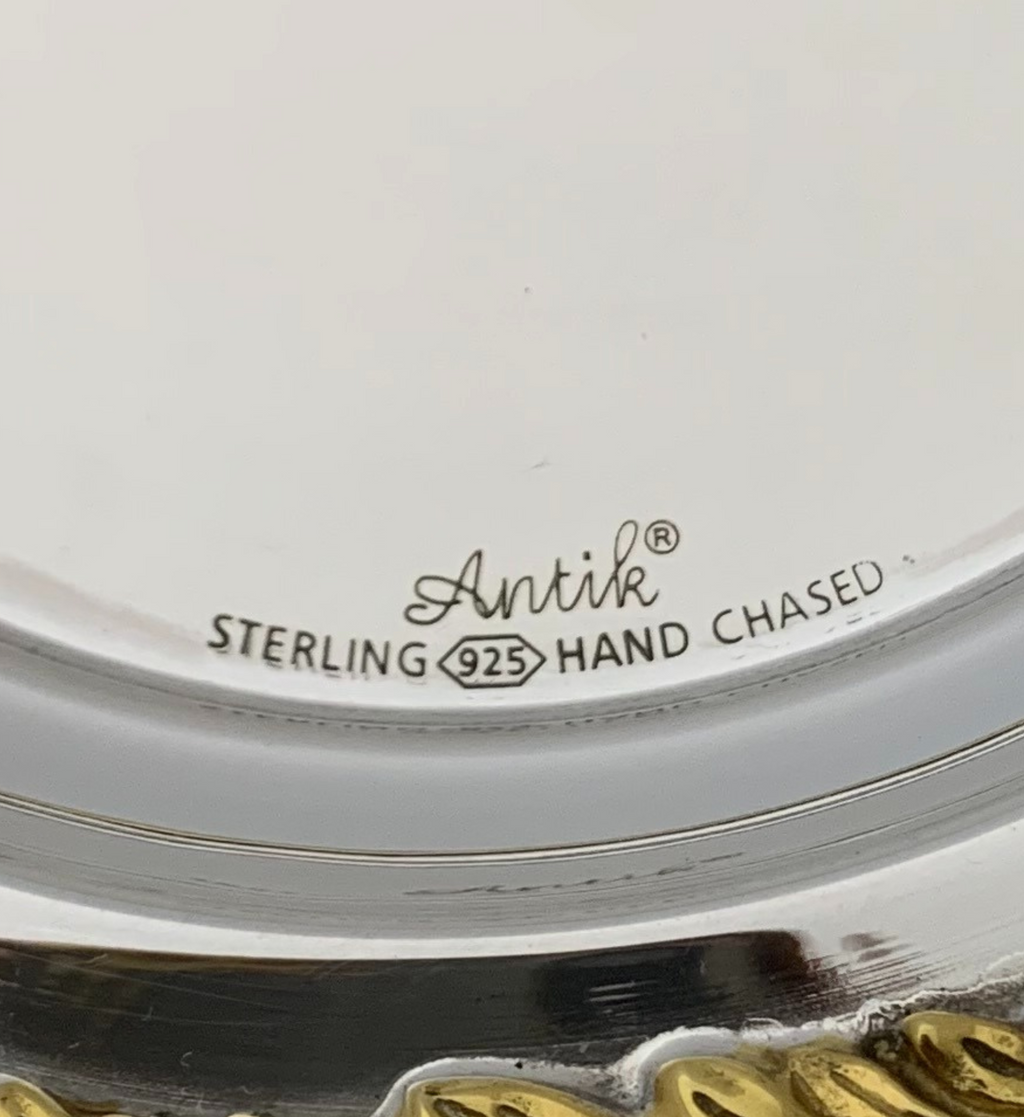 Antik®
STERLING 925 HAND CHASED